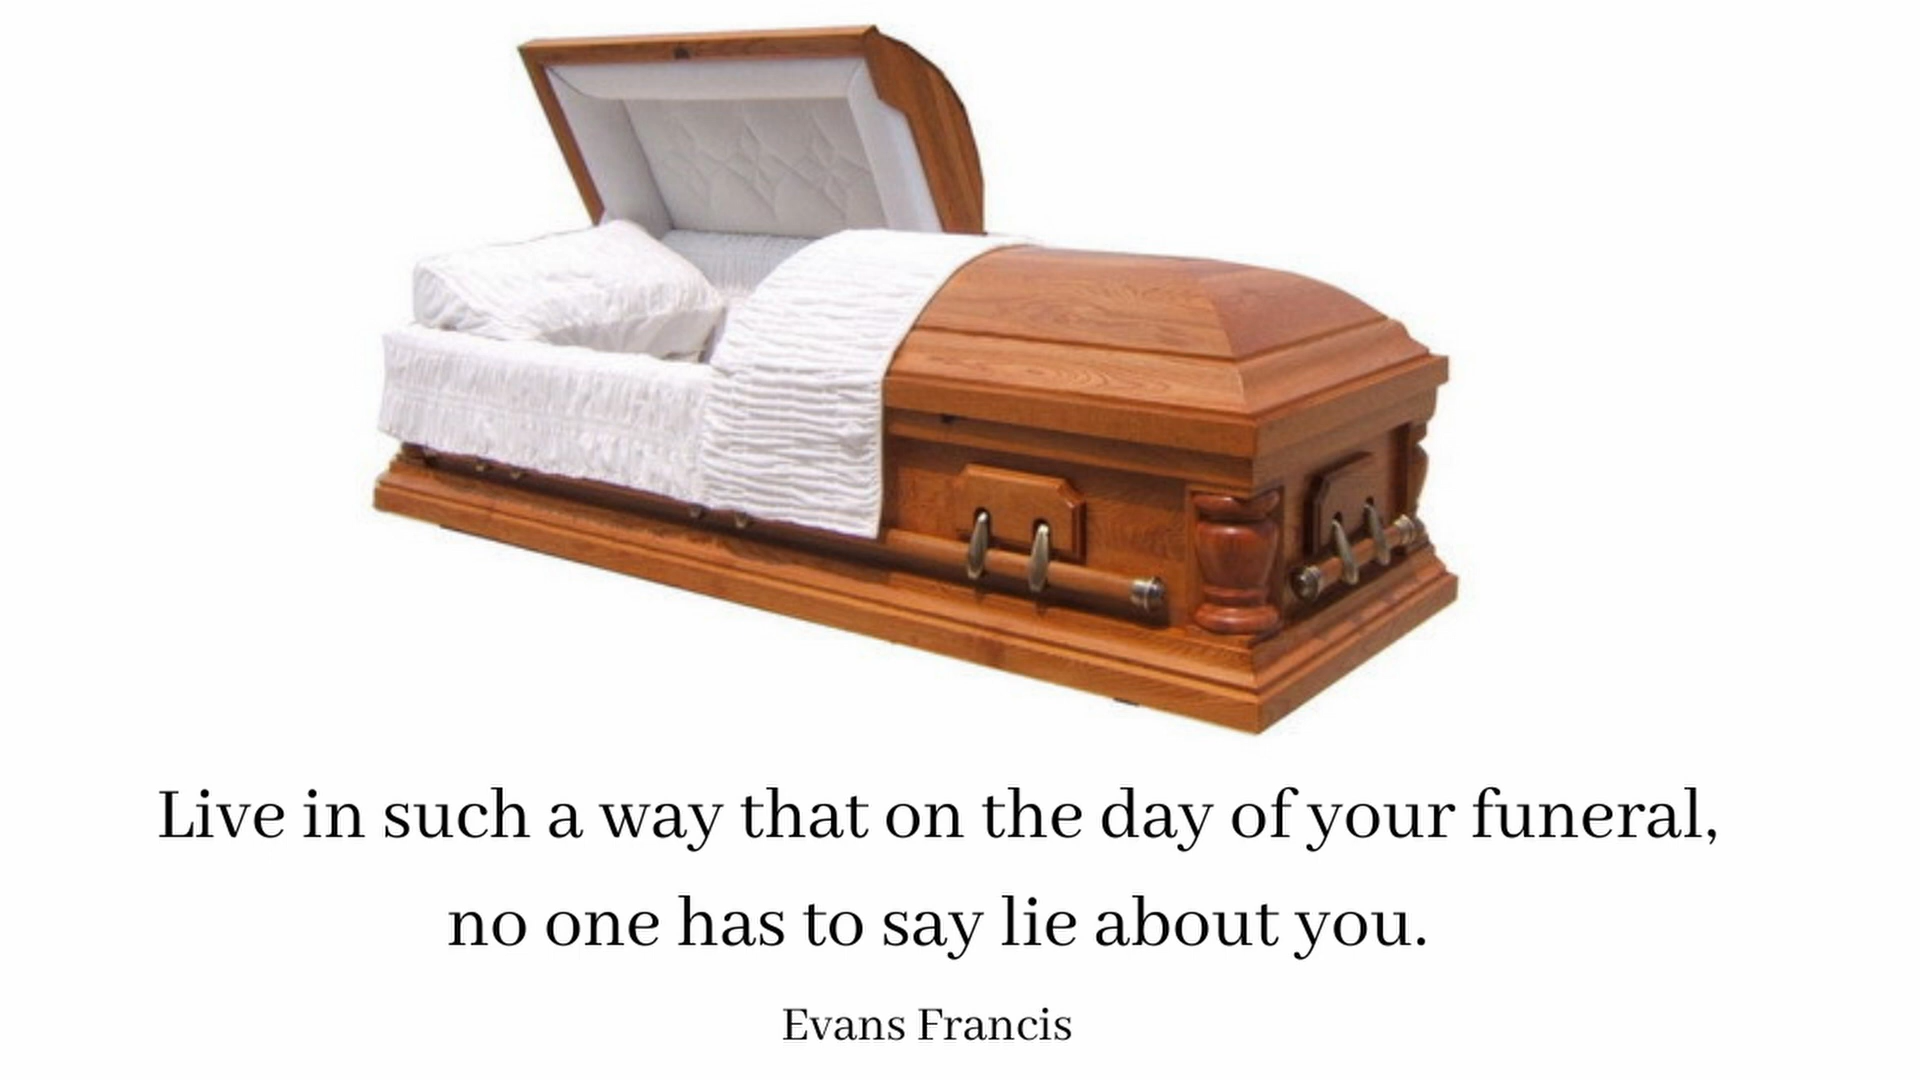 Live in such a way that on the day of your funeral,
no one has to say lie about you.
Evans Francis